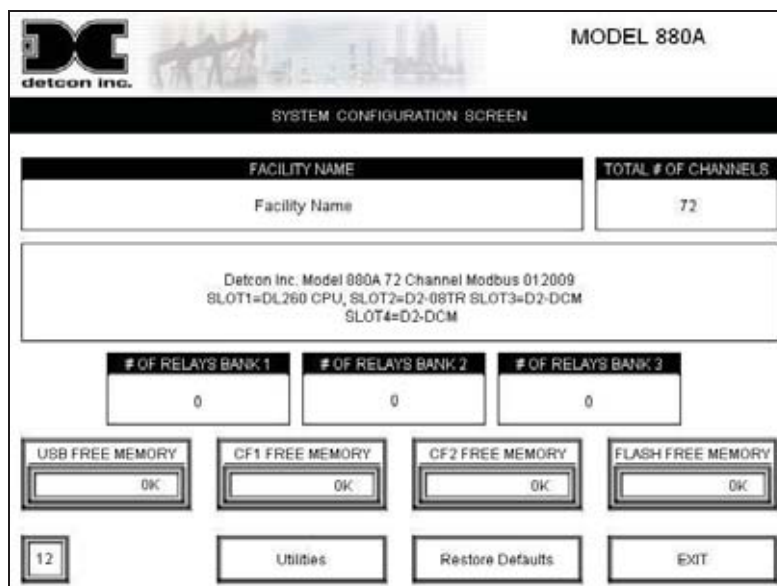 MODEL 880A
detcon inc.
SYSTEM CONFIGURATION SCREEN
FACILITY NAME
TOTAL # OF CHANNELS
Facility Name
72
Detcon Inc. Model 880A 72 Channel Modbus 012009
SLOT1=DL260 CPU, SLOT2=D2-08TR SLOT3=D2-DCM
SLOT4=D2-DCM
# OF RELAYS BANK 1
# OF RELAYS BANK 2
# OF RELAYS BANK 3
0
0
0
USB FREE MEMORY
CF1 FREE MEMORY
CF2 FREE MEMORY
FLASH FREE MEMORY
0K
0K
0K
0K
12
Utilities
Restore Defaults
EXIT